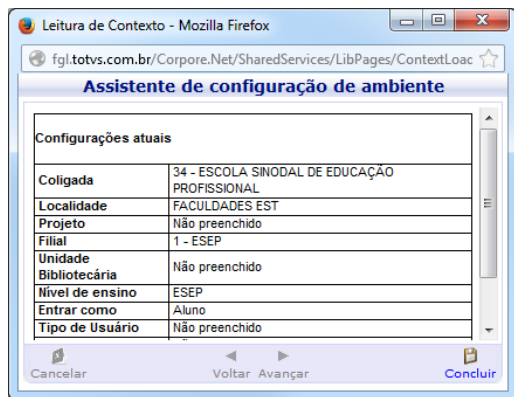 Leitura de Contexto - Mozilla Firefox
fgl.totvs.com.br/Corpore.Net/SharedServices/LibPages/ContextLoac
Assistente de configuração de ambiente
Configurações atuais
Coligada 34 - ESCOLA SINODAL DE EDUCAÇÃO PROFISSIONAL
Localidade FACULDADES EST
Projeto Não preenchido
Filial 1 - ESEP
Unidade Bibliotecária Não preenchido
Nível de ensino ESEP
Entrar como Aluno
Tipo de Usuário Não preenchido
Cancelar Voltar Avançar Concluir